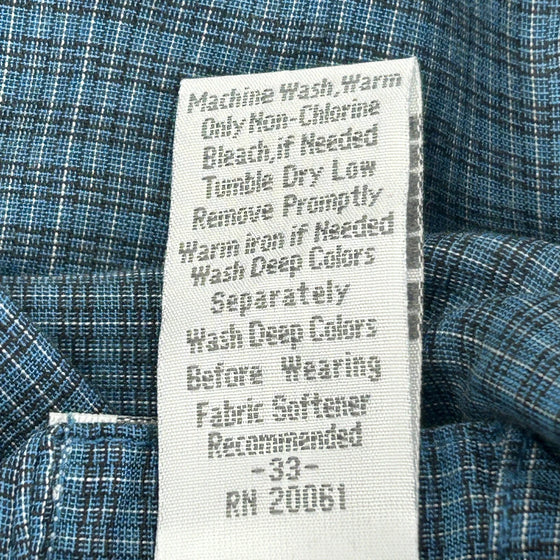 Machine Wash,Warm
Only Non-Chlorine
Bleach,if Needed
Tumble Dry Low
Remove Promptly
Warm iron if Needed
Wash Deep Colors
Separately
Wash Deep Colors
Before Wearing
Fabric Softener
Recommended
-33-
RN 20061